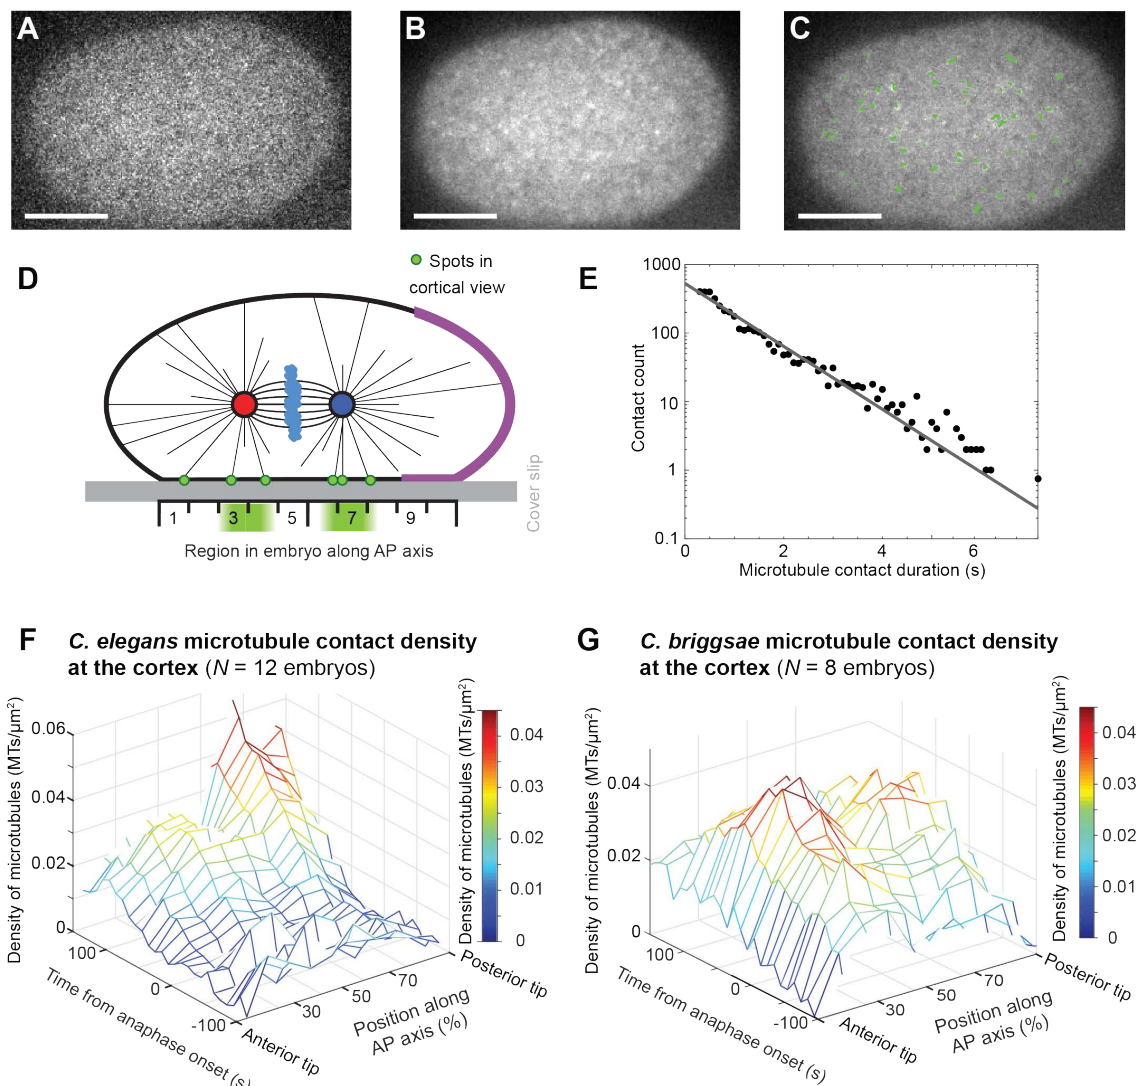 A
B
C
D
Spots in
cortical view
Cover slip
1
3
5
7
9
Region in embryo along AP axis
E
1000
100
10
1
0.1
Contact count
0
2
4
6
Microtubule contact duration (s)
F
C. elegans microtubule contact density
at the cortex (N = 12 embryos)
Density of microtubules (MTs/µm²)
0.06
0.04
0.02
0
100
0
-100
Time from anaphase onset (s)
Anterior tip
30
50
70
Posterior tip
Position along
AP axis (%)
Density of microtubules (MTs/µm²)
0.04
0.03
0.02
0.01
0
G
C. briggsae microtubule contact density
at the cortex (N = 8 embryos)
Density of microtubules (MTs/µm²)
0.04
0.02
0
100
0
-100
Time from anaphase onset (s)
Anterior tip
30
50
70
Posterior tip
Position along
AP axis (%)
Density of microtubules (MTs/µm²)
0.04
0.03
0.02
0.01
0